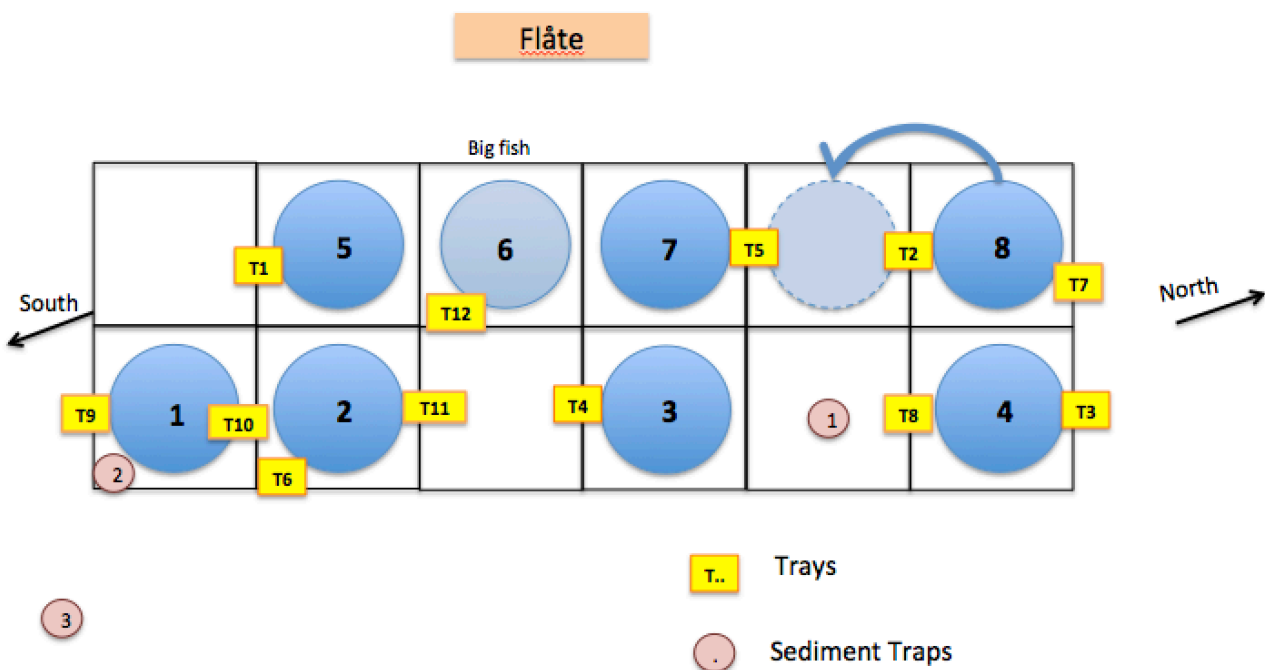 Flåte
Big fish
5
6
7
8
T1
T5
T2
T7
T12
South
North
1
2
3
4
T9
T10
T11
T4
1
T8
T3
2
T6
T..
Trays
3
.
Sediment Traps